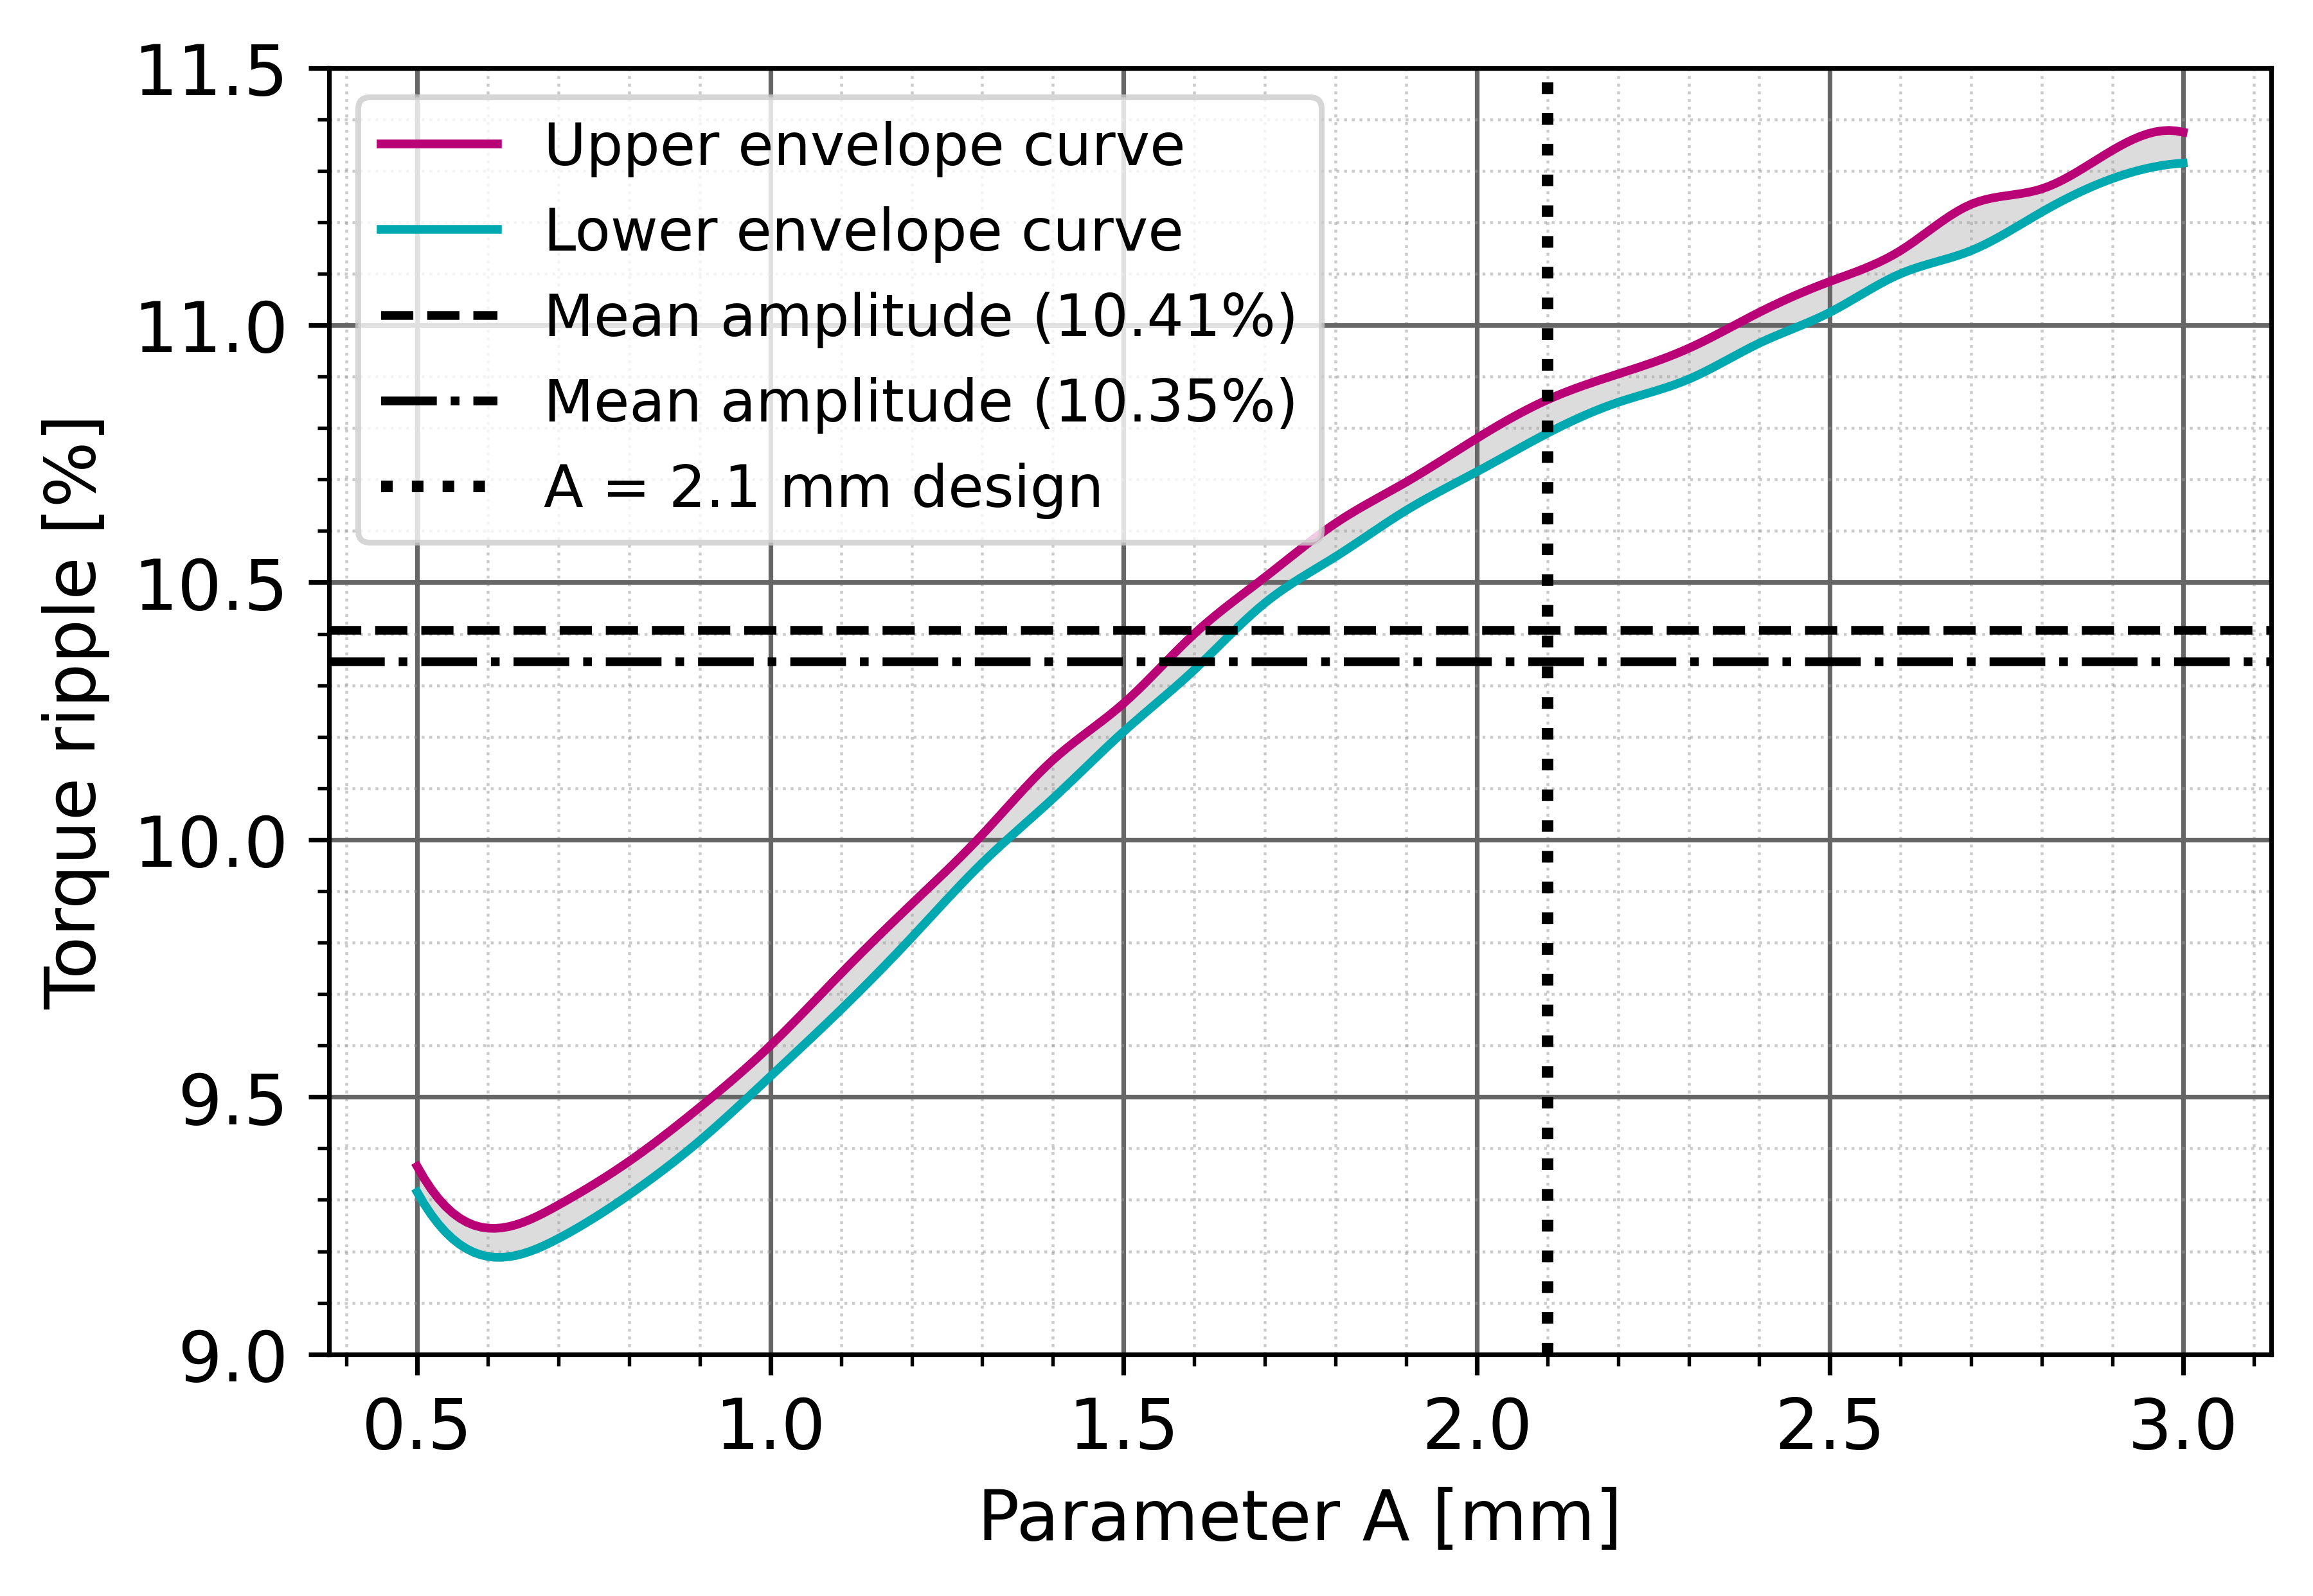 11.5
11.0
10.5
10.0
9.5
9.0
Torque ripple [%]
Upper envelope curve
Lower envelope curve
Mean amplitude (10.41%)
Mean amplitude (10.35%)
A = 2.1 mm design
0.5 1.0 1.5 2.0 2.5 3.0
Parameter A [mm]